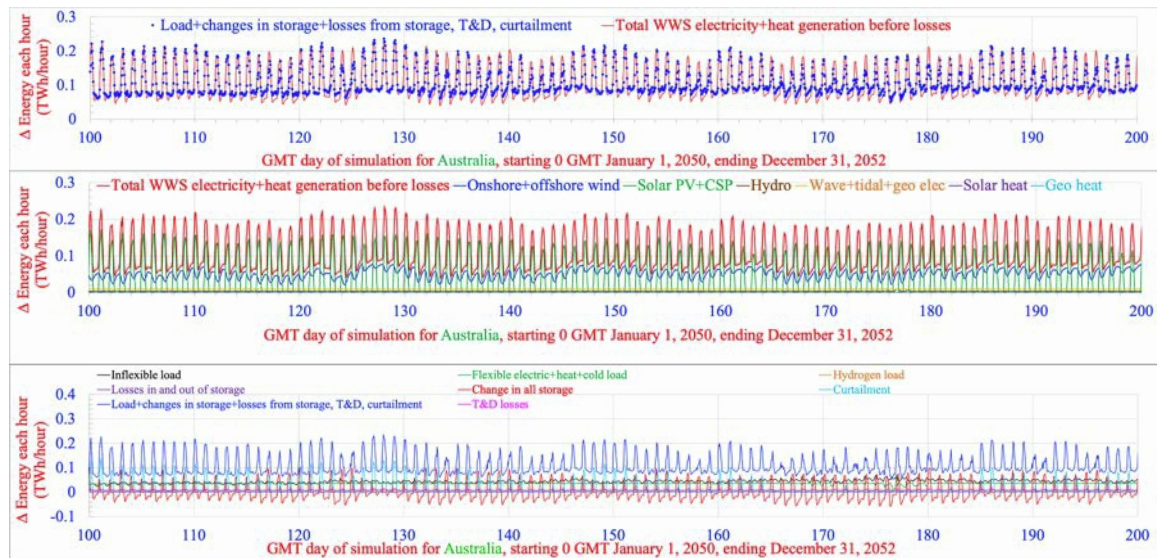 Load+changes in storage+losses from storage, T&D, curtailment Total WWS electricity+heat generation before losses
Δ Energy each hour
(TWh/hour)
0.3
0.2
0.1
0
100 110 120 130 140 150 160 170 180 190 200
GMT day of simulation for Australia, starting 0 GMT January 1, 2050, ending December 31, 2052
Total WWS electricity+heat generation before losses Onshore+offshore wind Solar PV+CSP Hydro Wave+tidal+geo elec Solar heat Geo heat
Δ Energy each hour
(TWh/hour)
0.3
0.2
0.1
0
100 110 120 130 140 150 160 170 180 190 200
GMT day of simulation for Australia, starting 0 GMT January 1, 2050, ending December 31, 2052
Inflexible load Flexible electric+heat+cold load Hydrogen load
Losses in and out of storage Change in all storage Curtailment
Load+changes in storage+losses from storage, T&D, curtailment T&D losses
Δ Energy each hour
(TWh/hour)
0.4
0.3
0.2
0.1
0
-0.1
100 110 120 130 140 150 160 170 180 190 200
GMT day of simulation for Australia, starting 0 GMT January 1, 2050, ending December 31, 2052